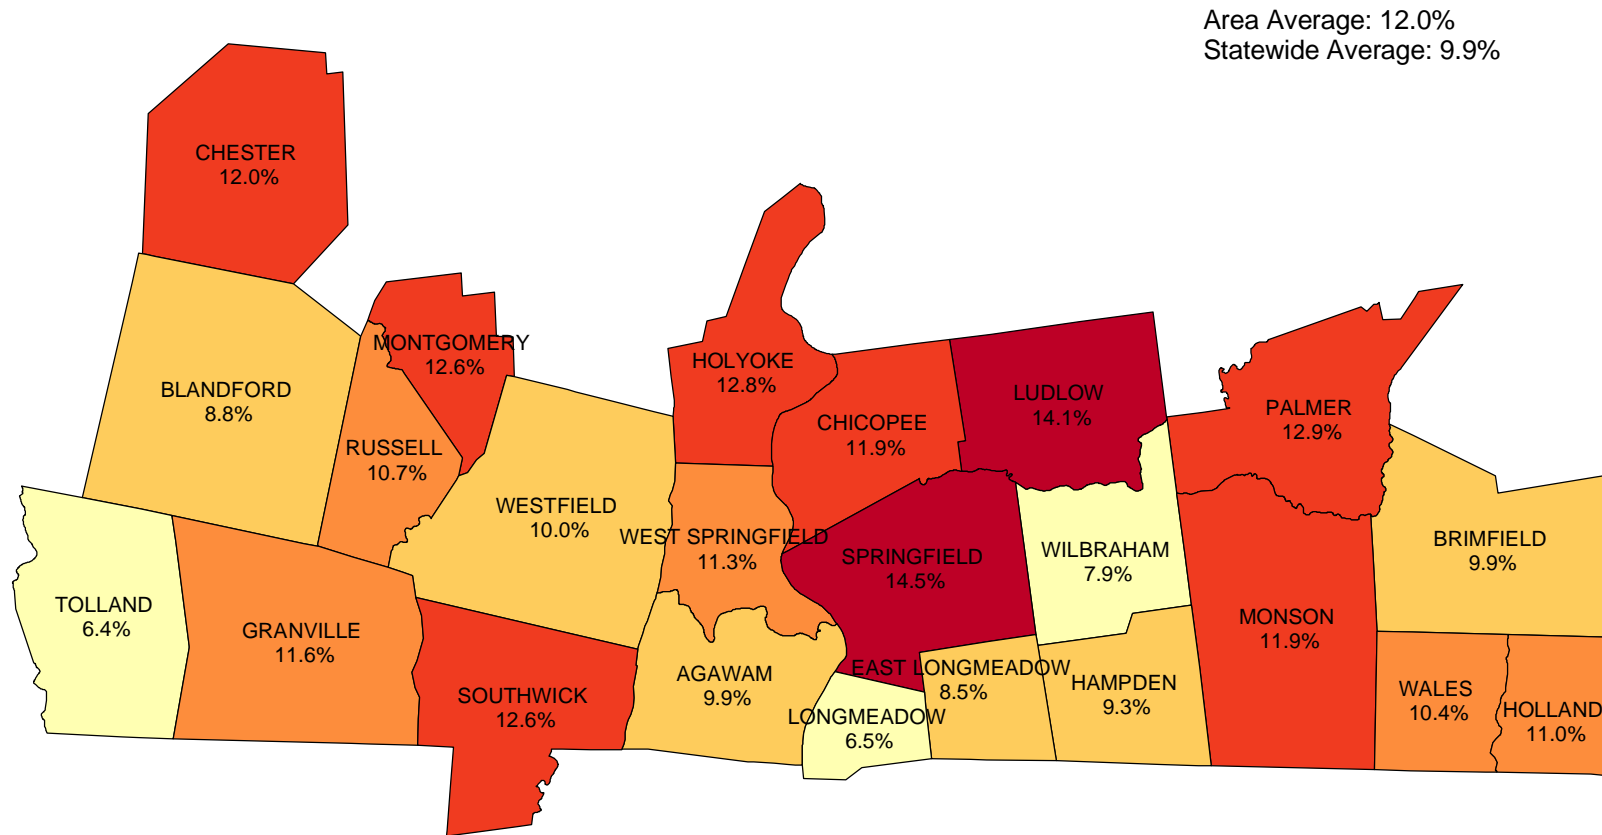 Area Average: 12.0%
Statewide Average: 9.9%
CHESTER
12.0%
MONTGOMERY
12.6%
HOLYOKE
12.8%
BLANDFORD
8.8%
LUDLOW
14.1%
PALMER
12.9%
CHICOPEE
11.9%
RUSSELL
10.7%
WESTFIELD
10.0%
WEST SPRINGFIELD
11.3%
SPRINGFIELD
14.5%
WILBRAHAM
7.9%
BRIMFIELD
9.9%
TOLLAND
6.4%
GRANVILLE
11.6%
MONSON
11.9%
SOUTHWICK
12.6%
AGAWAM
9.9%
EAST LONGMEADOW
8.5%
HAMPDEN
9.3%
WALES
10.4%
LONGMEADOW
6.5%
HOLLAND
11.0%